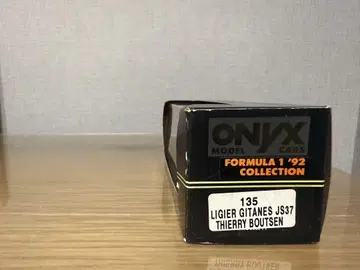 ONYX
MODEL CARS
FORMULA 1 '92
COLLECTION
135
LIGIER GITANES JS37
THIERRY BOUTSEN